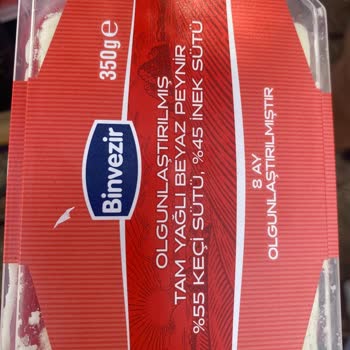 350g ℮
Binvezir
OLGUNLAŞTIRILMIŞ
TAM YAĞLI BEYAZ PEYNİR
%55 KEÇİ SÜTÜ, %45 İNEK SÜTÜ
8 AY
OLGUNLAŞTIRILMIŞTIR